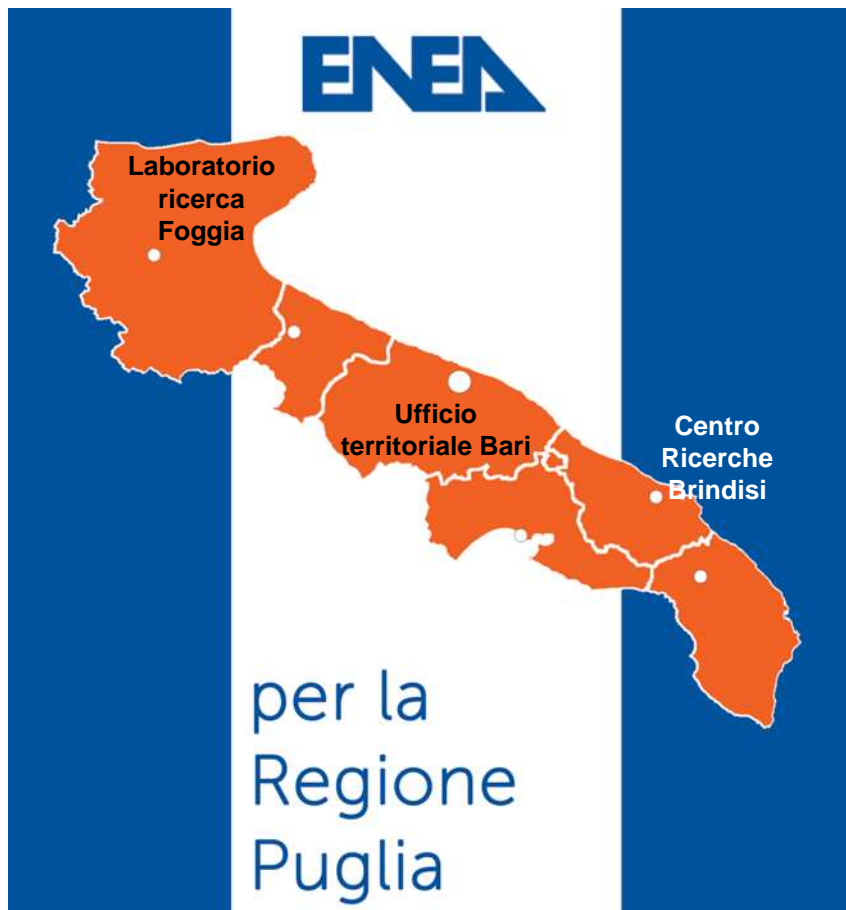 ENEA
Laboratorio
ricerca
Foggia
Ufficio
territoriale Bari
Centro
Ricerche
Brindisi
per la
Regione
Puglia